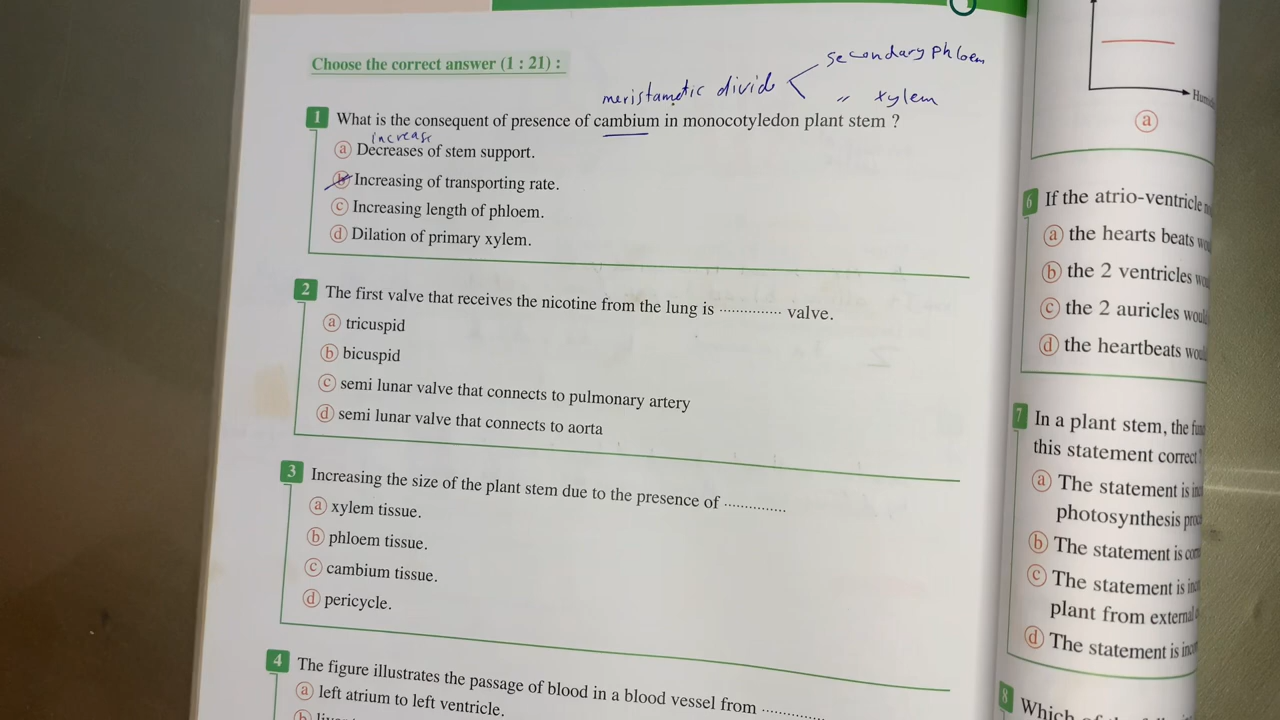 Choose the correct answer (1 : 21) :
meristamatic divide
secondary phloem
〃 xylem
1 What is the consequent of presence of cambium in monocotyledon plant stem ?
increase
a Decreases of stem support.
b Increasing of transporting rate.
c Increasing length of phloem.
d Dilation of primary xylem.
2 The first valve that receives the nicotine from the lung is .............. valve.
a tricuspid
b bicuspid
c semi lunar valve that connects to pulmonary artery
d semi lunar valve that connects to aorta
3 Increasing the size of the plant stem due to the presence of ..............
a xylem tissue.
b phloem tissue.
c cambium tissue.
d pericycle.
4 The figure illustrates the passage of blood in a blood vessel from ..............
a left atrium to left ventricle.
b
a
6 If the atrio-ventricle
a the hearts beats
b the 2 ventricles
c the 2 auricles
d the heartbeats
7 In a plant stem, the
this statement correct
a The statement is
photosynthesis
b The statement is
c The statement is
plant from external
d The statement is
8 Which of the